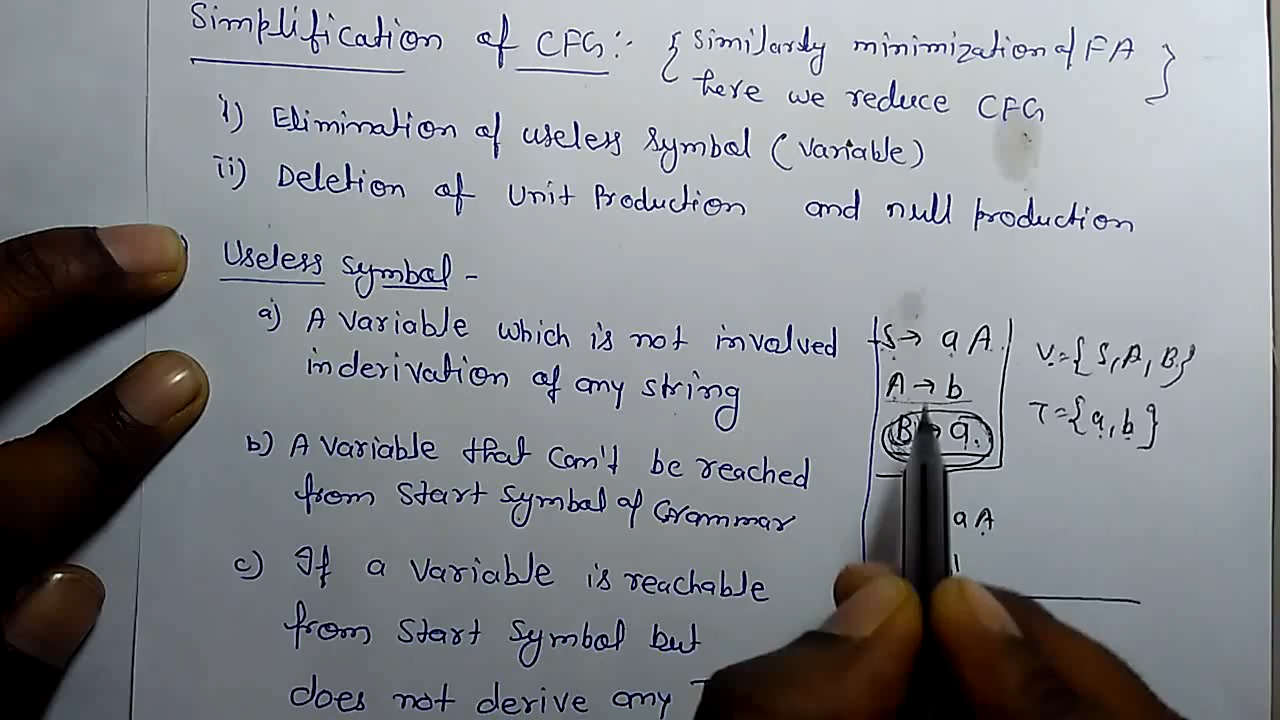 Simplification of CFG :- { Similarly minimization of FA
here we reduce CFG }
i) Elimination of useless symbol (variable)
ii) Deletion of Unit Production and null production
Useless symbol -
a) A variable which is not involved
in derivation of any string
b) A variable that can't be reached
from start symbol of Grammar
c) If a variable is reachable
from start symbol but
does not derive any
S → aA
A → b
B → a.
V = {S, A, B}
T = {a, b}
aA